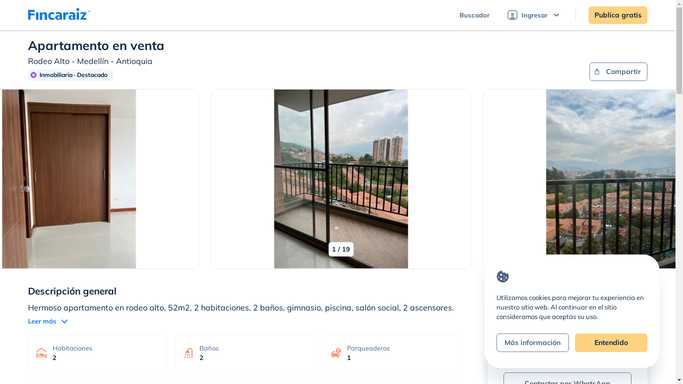 Fincaraiz
Buscador
Ingresar
Publica gratis
Apartamento en venta
Rodeo Alto - Medellín - Antioquia
Inmobiliaria · Destacado
Compartir
1 / 19
Descripción general
Hermoso apartamento en rodeo alto, 52m2, 2 habitaciones, 2 baños, gimnasio, piscina, salón social, 2 ascensores.
Leer más
Habitaciones
2
Baños
2
Parqueaderos
1
Utilizamos cookies para mejorar tu experiencia en
nuestro sitio web. Al continuar en el sitio
consideramos que aceptas su uso.
Más información
Entendido
Contactar por WhatsApp